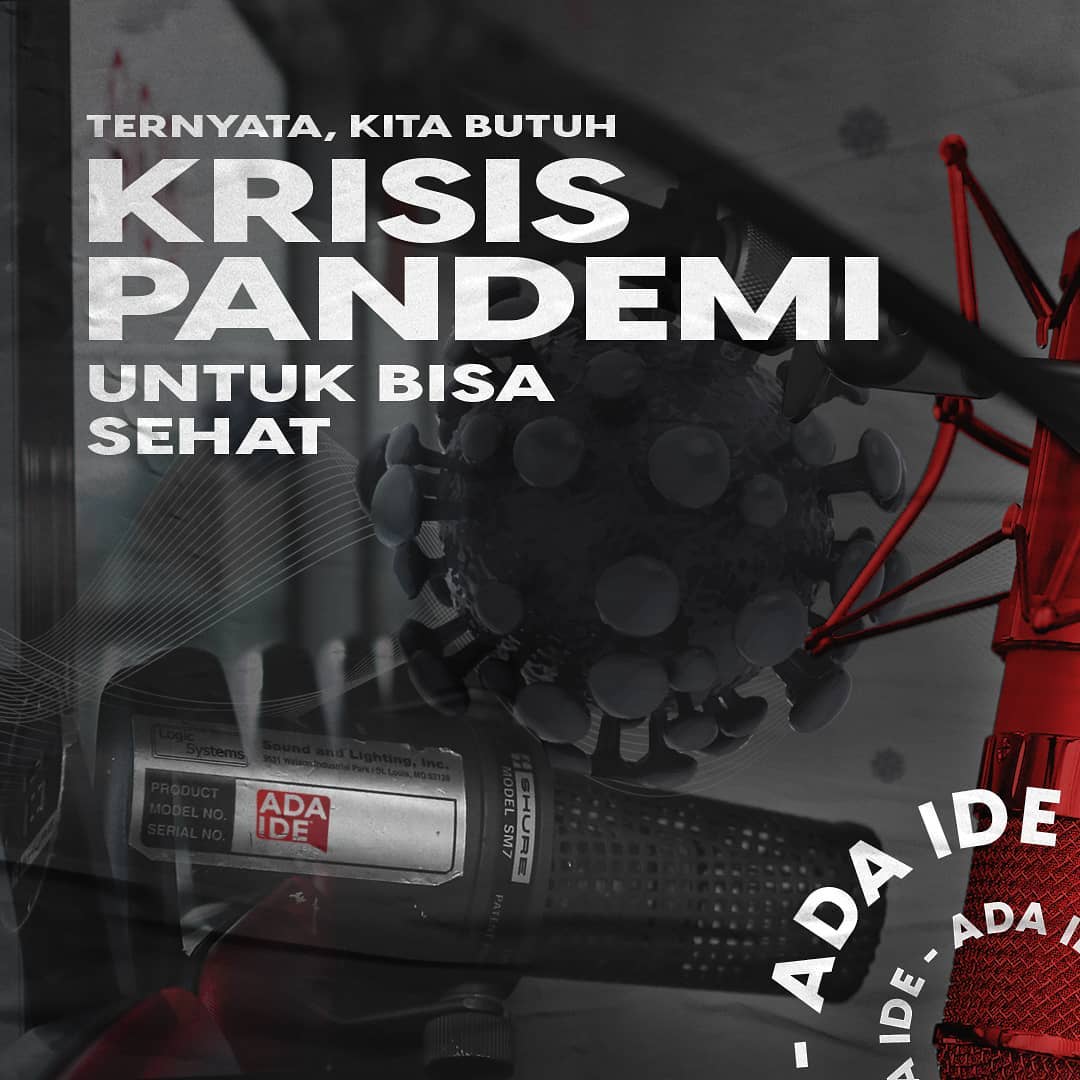 TERNYATA, KITA BUTUH
KRISIS
PANDEMI
UNTUK BISA
SEHAT
Logic
Systems
Sound and Lighting, Inc.
PRODUCT
MODEL NO.
SERIAL NO.
ADA
IDE
SHURE
MODEL SM7
- ADA IDE
IDE - ADA